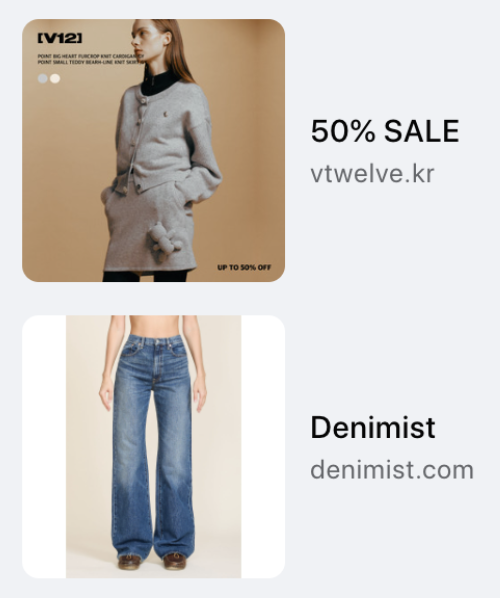 [V12]
POINT BIG HEART FURCROP KNIT CARDIGAN
POINT SMALL TEDDY BEARH-LINE KNIT SKIRT
UP TO 50% OFF
50% SALE
vtwelve.kr
Denimist
denimist.com